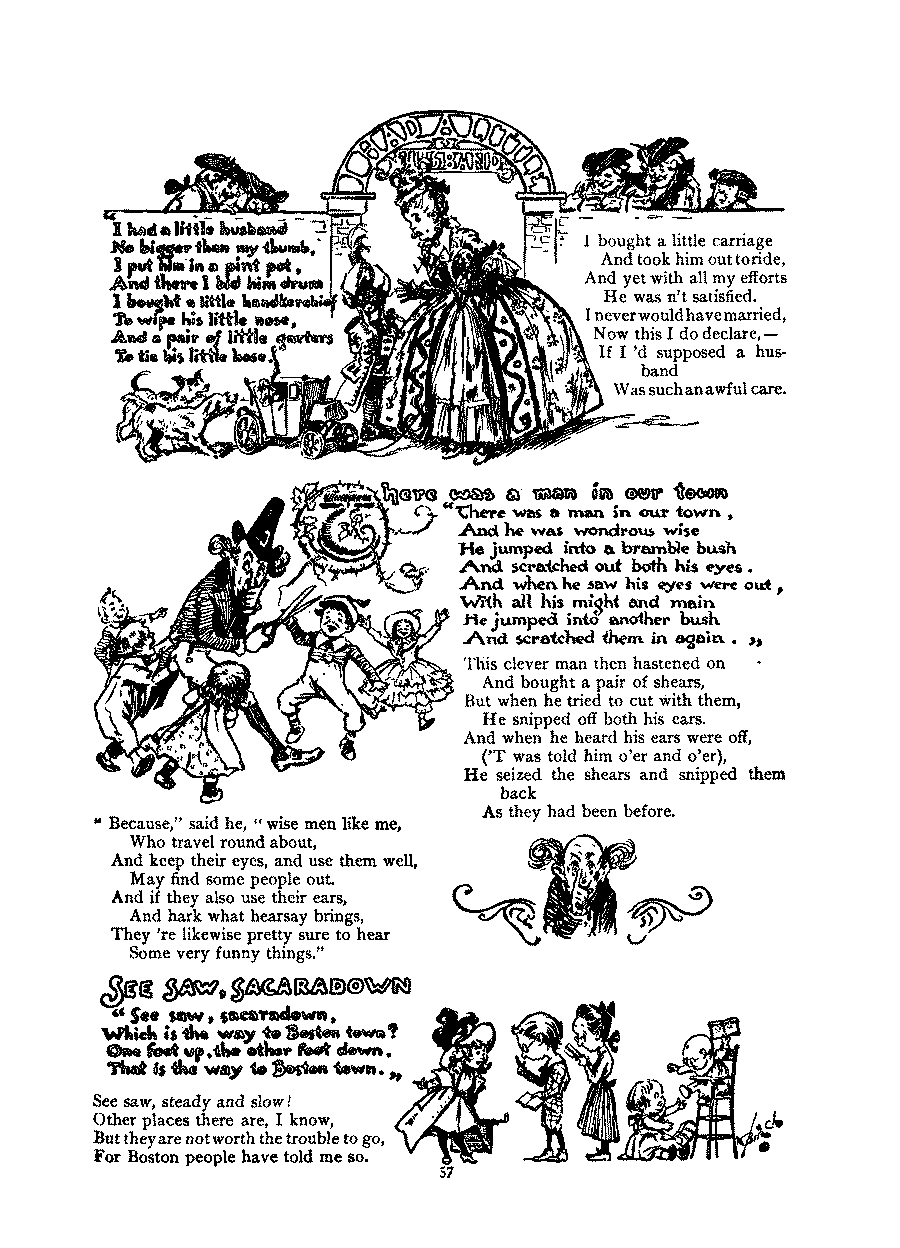 I HAD A LITTLE
HUSBAND
"I had a little husband
No bigger than my thumb,
I put him in a pint pot,
And there I bid him drum
I bought a little handkerchief
To wipe his little nose,
And a pair of little garters
To tie his little hose."
I bought a little carriage
And took him out to ride,
And yet with all my efforts
He was n't satisfied.
I never would have married,
Now this I do declare,—
If I 'd supposed a hus-
band
Was such an awful care.
There was a man in our town
"There was a man in our town,
And he was wondrous wise
He jumped into a bramble bush
And scratched out both his eyes.
And when he saw his eyes were out,
With all his might and main
He jumped into another bush
And scratched them in again. "
This clever man then hastened on
And bought a pair of shears,
But when he tried to cut with them,
He snipped off both his ears.
And when he heard his ears were off,
('T was told him o'er and o'er),
He seized the shears and snipped them
back
As they had been before.
"Because," said he, "wise men like me,
Who travel round about,
And keep their eyes, and use them well,
May find some people out.
And if they also use their ears,
And hark what hearsay brings,
They 're likewise pretty sure to hear
Some very funny things."
SEE SAW, SACARADOWN
"See saw, sacaradown,
Which is the way to Boston town?
One foot up, the other foot down,
That is the way to Boston town."
See saw, steady and slow!
Other places there are, I know,
But they are not worth the trouble to go,
For Boston people have told me so.
Birch
57